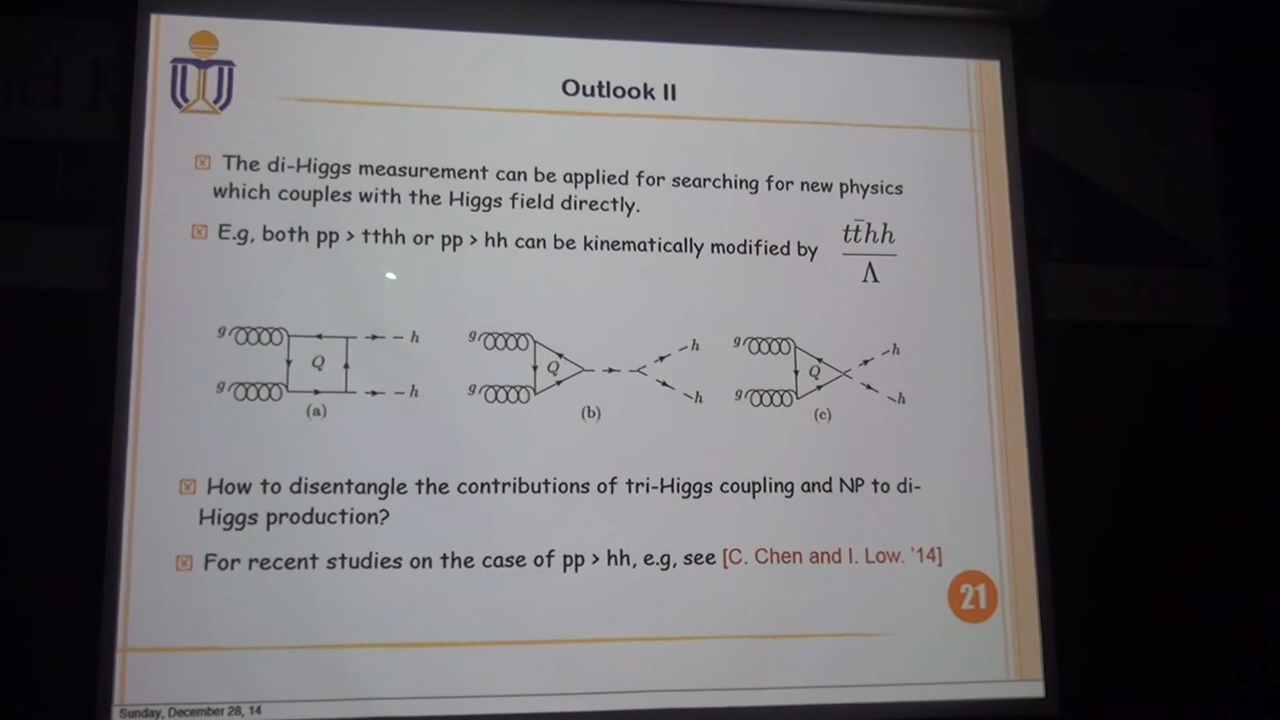 Outlook II
The di-Higgs measurement can be applied for searching for new physics
which couples with the Higgs field directly.
E.g, both pp > tthh or pp > hh can be kinematically modified by
tt̄hh
Λ
g g h h Q (a)
g g h h Q (b)
g g h h Q (c)
How to disentangle the contributions of tri-Higgs coupling and NP to di-
Higgs production?
For recent studies on the case of pp > hh, e.g, see [C. Chen and I. Low. '14]
21
Sunday, December 28, 14